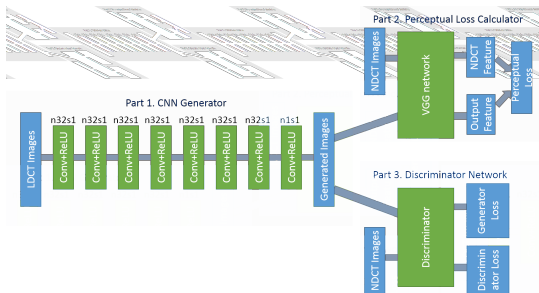 Part 2. Perceptual Loss Calculator
NDCT Images
VGG network
NDCT
Feature
Output
Feature
Perceptual
Loss
Part 1. CNN Generator
n32s1 n32s1 n32s1 n32s1 n32s1 n32s1 n32s1 n1s1
LDCT Images
Conv+ReLU
Conv+ReLU
Conv+ReLU
Conv+ReLU
Conv+ReLU
Conv+ReLU
Conv+ReLU
Conv+ReLU
Generated Images
Part 3. Discriminator Network
NDCT Images
Discriminator
Generator
Loss
Discrimin
ator Loss